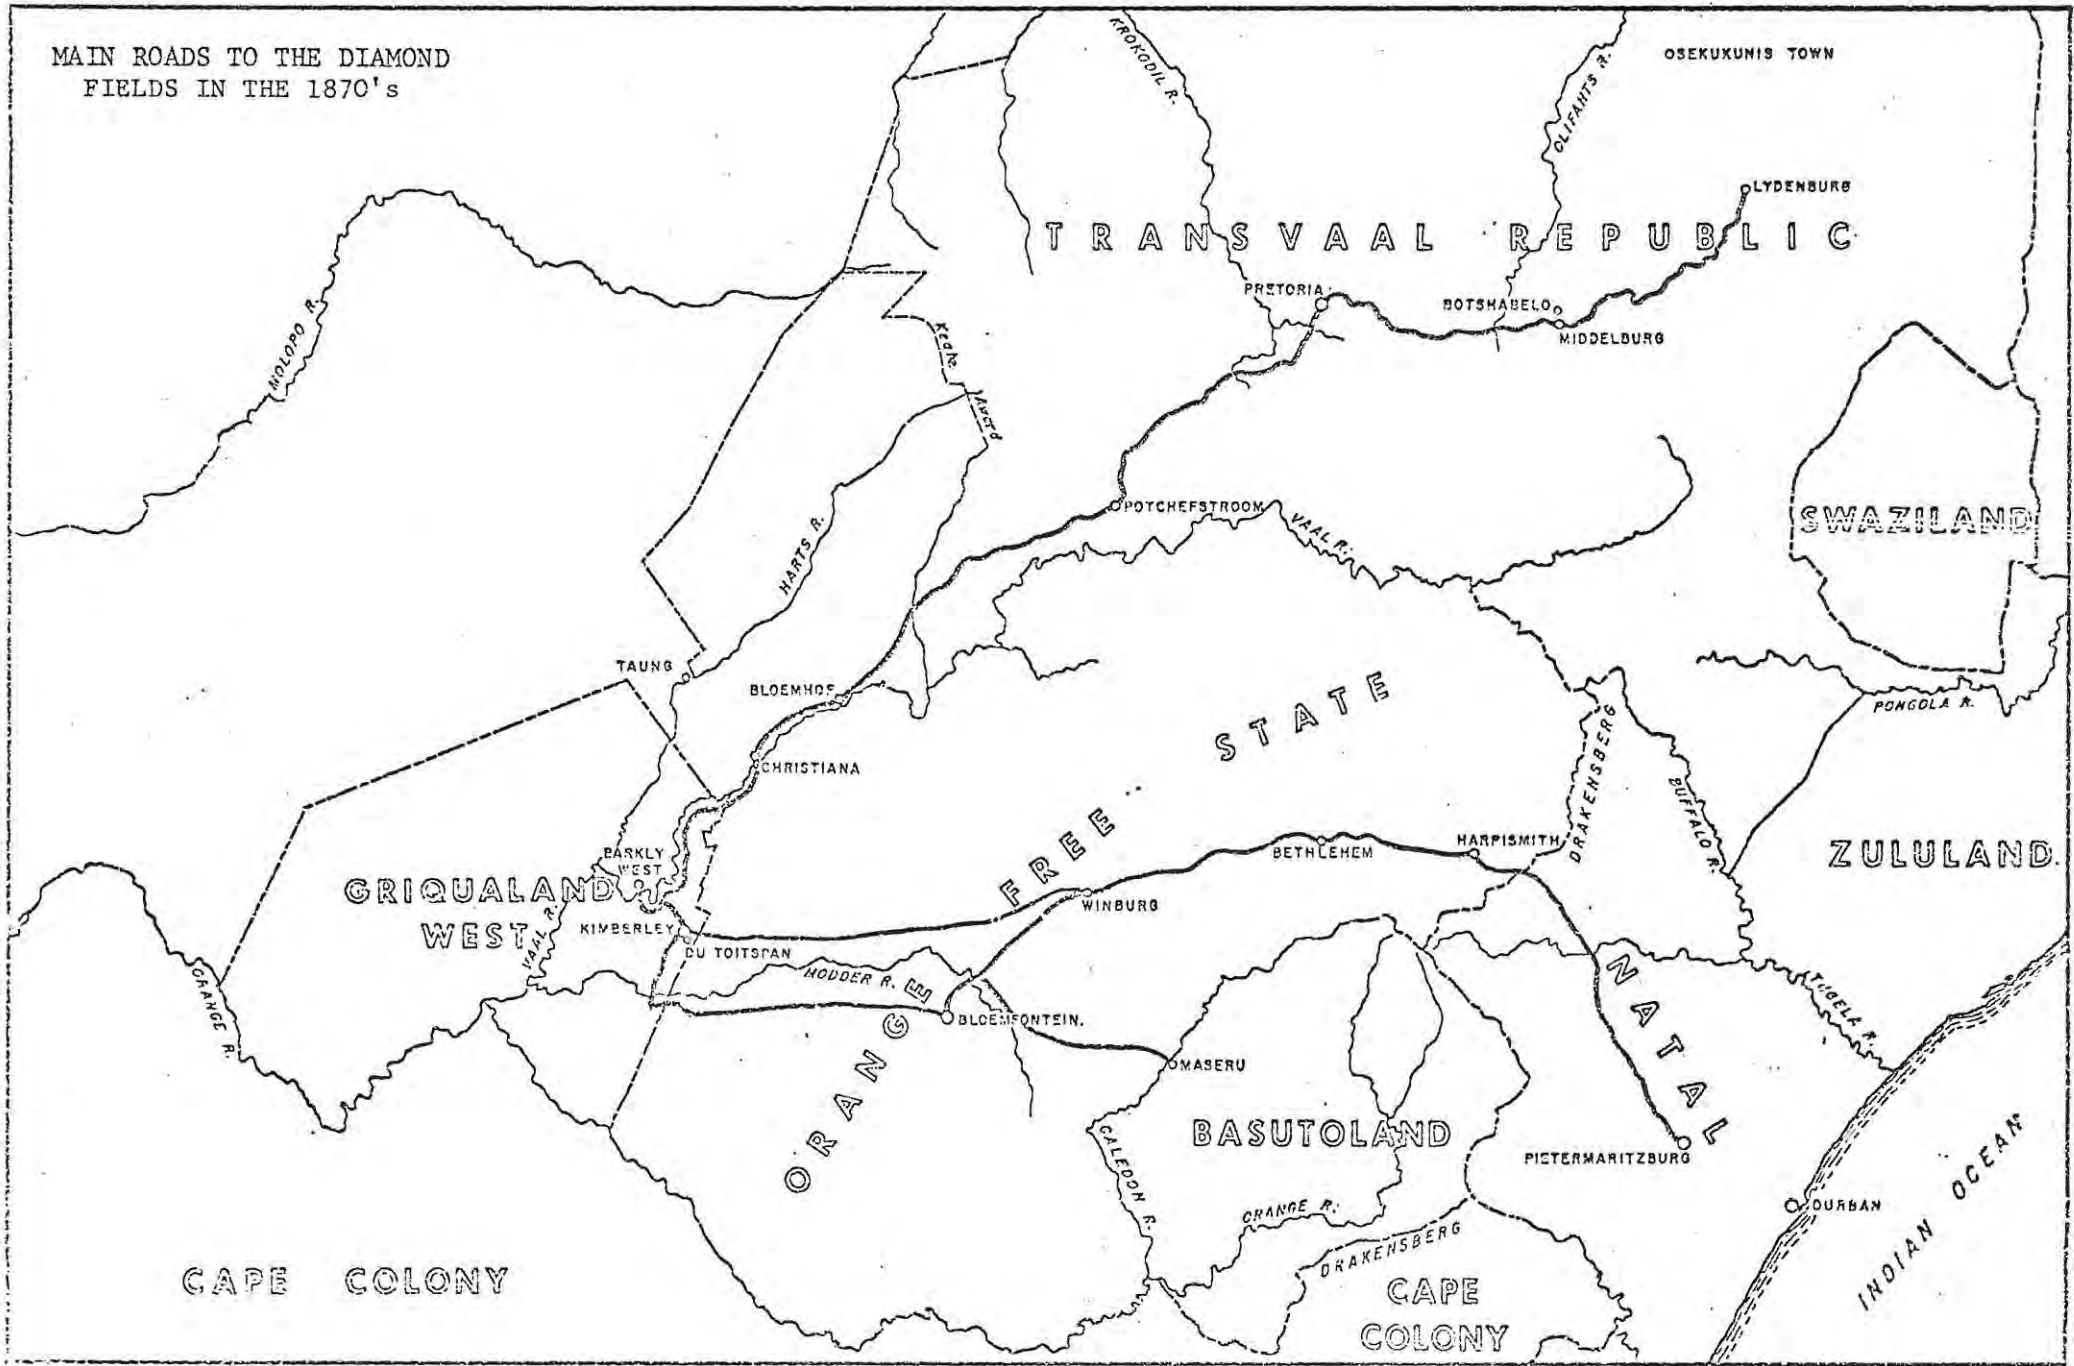 MAIN ROADS TO THE DIAMOND
FIELDS IN THE 1870's
KROKODIL R.
OLIFAHTS R.
OSEKUKUNIS TOWN
LYDENBURG
TRANSVAAL REPUBLIC
MOLOPO R.
PRETORIA
BOTSHABELO
MIDDELBURG
Keate
Award
HARTS R.
POTCHEFSTROOM
VAAL R.
SWAZILAND
TAUNG
BLOEMHOF
PONGOLA R.
CHRISTIANA
STATE
DRAKENSBERG
BUFFALO R.
FREE
HARRISMITH
BETHLEHEM
ZULULAND.
BARKLY
WEST
GRIQUALAND
WEST
VAAL R.
KIMBERLEY
DU TOITSPAN
WINBURG
MODDER R.
ORANGE R.
ORANGE
BLOEMFONTEIN.
NATAL
TUGELA R.
MASERU
BASUTOLAND
CALEDON R.
PIETERMARITZBURG
ORANGE R.
DURBAN
INDIAN OCEAN
DRAKENSBERG
CAPE COLONY
CAPE
COLONY